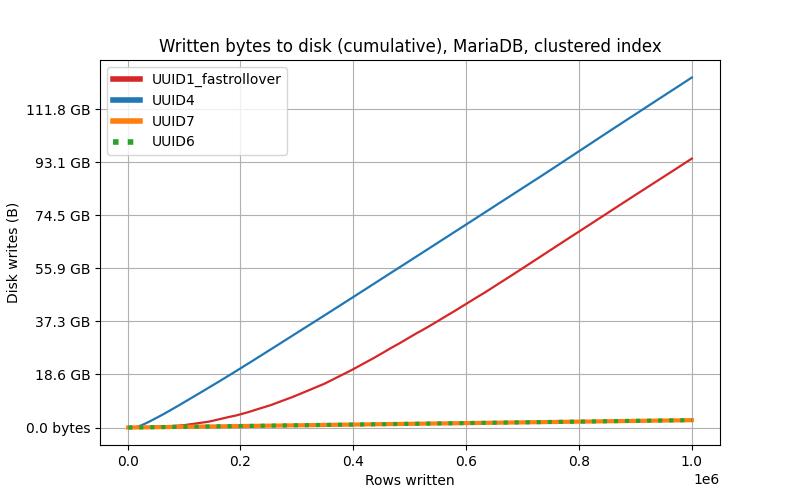 Written bytes to disk (cumulative), MariaDB, clustered index
UUID1_fastrollover
UUID4
UUID7
UUID6
111.8 GB
93.1 GB
74.5 GB
55.9 GB
37.3 GB
18.6 GB
0.0 bytes
Disk writes (B)
0.0 0.2 0.4 0.6 0.8 1.0
1e6
Rows written